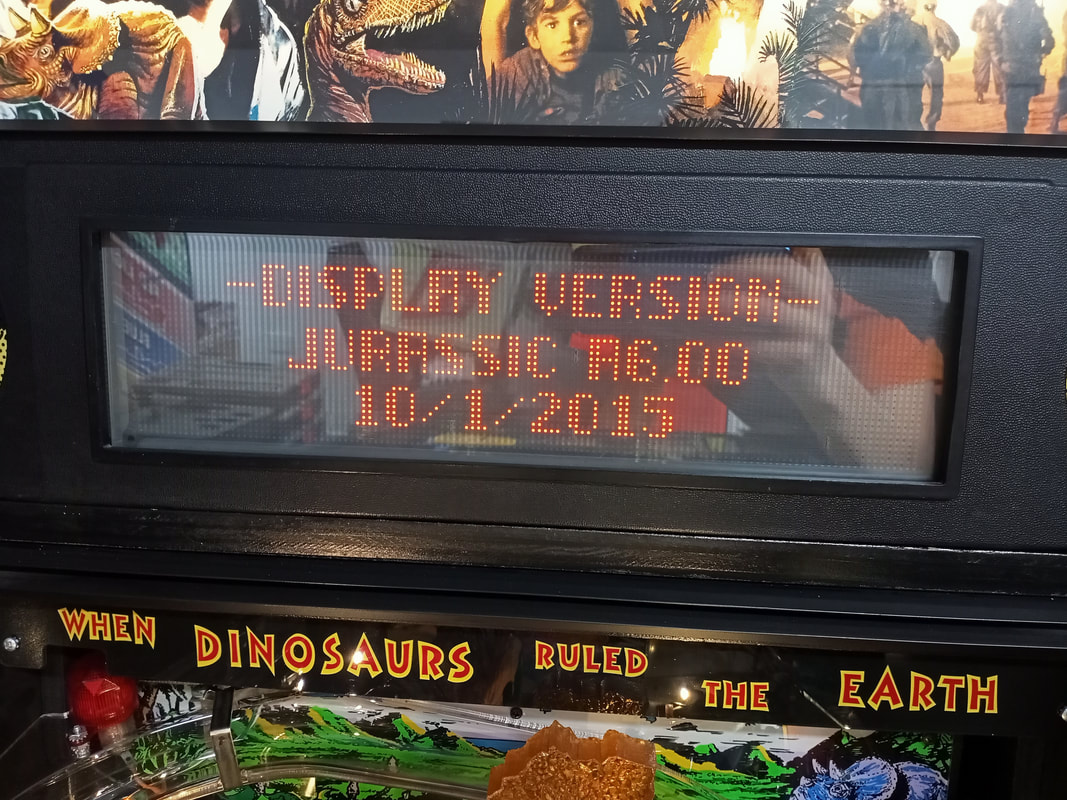 -DISPLAY VERSION-
JURASSIC A6.00
10/1/2015
WHEN DINOSAURS RULED THE EARTH